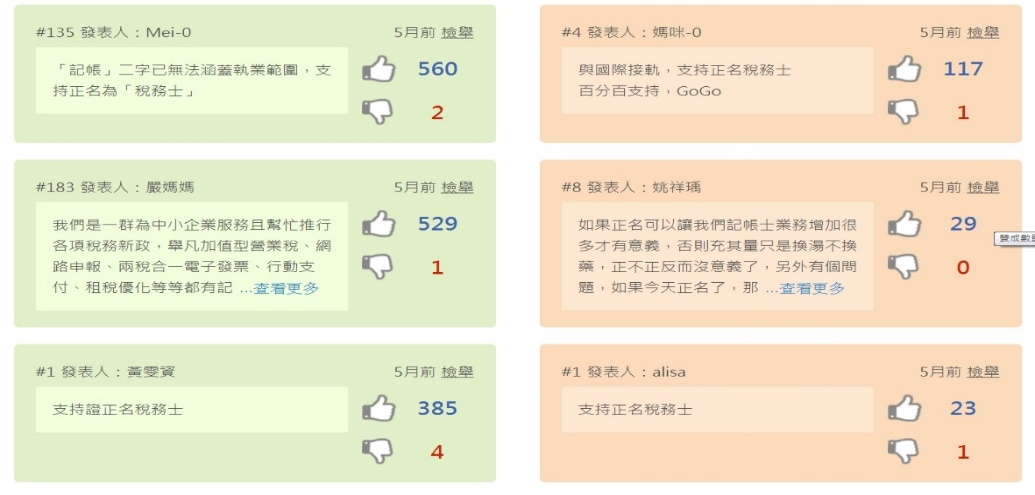 #135 發表人：Mei-0
5月前 檢舉
「記帳」二字已無法涵蓋執業範圍，支
持正名為「稅務士」
560
2
#183 發表人：嚴媽媽
5月前 檢舉
我們是一群為中小企業服務且幫忙推行
各項稅務新政，舉凡加值型營業稅、網
路申報、兩稅合一電子發票、行動支
付、租稅優化等等都有記 ...查看更多
529
1
#1 發表人：黃雯資
5月前 檢舉
支持證正名稅務士
385
4
#4 發表人：媽咪-0
5月前 檢舉
與國際接軌，支持正名稅務士
百分百支持，GoGo
117
1
#8 發表人：姚祥瑀
5月前 檢舉
如果正名可以讓我們記帳士業務增加很
多才有意義，否則充其量只是換湯不換
藥，正不正反而沒意義了，另外有個問
題，如果今天正名了，那 ...查看更多
29
0
贊成數
#1 發表人：alisa
5月前 檢舉
支持正名稅務士
23
1